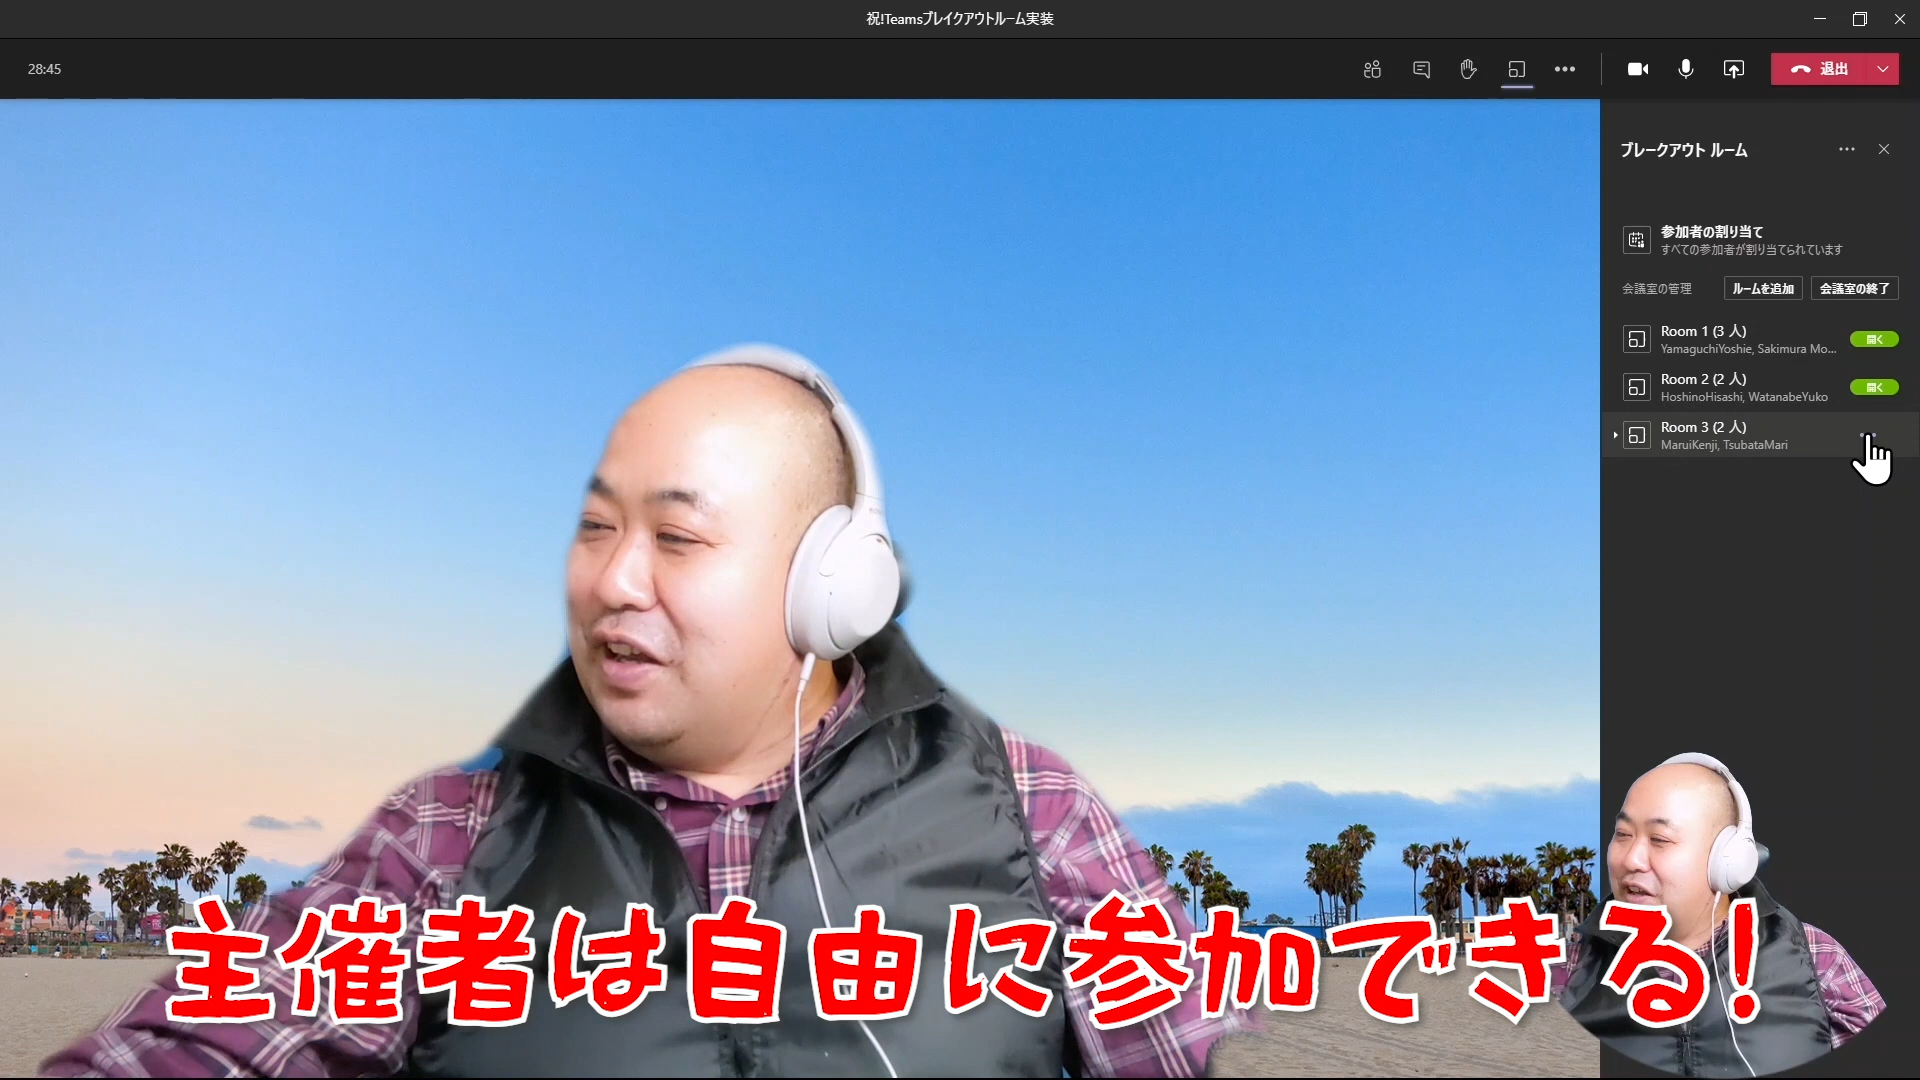 祝!Teamsブレイクアウトルーム実装
28:45
退出
ブレークアウト ルーム
参加者の割り当て
すべての参加者が割り当てられています
会議室の管理
ルームを追加
会議室の終了
Room 1 (3 人)
YamaguchiYoshie, Sakimura Mo...
開く
Room 2 (2 人)
HoshinoHisashi, WatanabeYuko
開く
Room 3 (2 人)
MaruiKenji, TsubataMari
主催者は自由に参加できる!